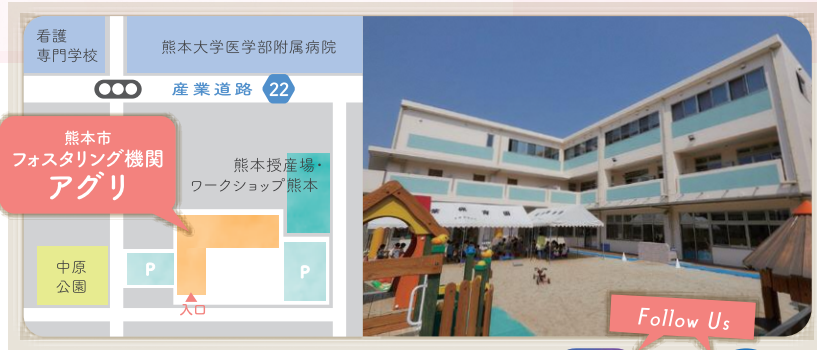 看護
専門学校
熊本大学医学部附属病院
産業道路 22
熊本市
フォスタリング機関
アグリ
熊本授産場・
ワークショップ熊本
中原
公園
P
P
入口
Follow Us